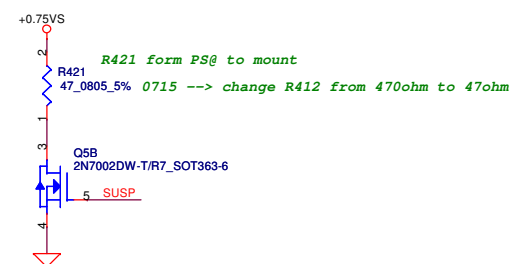 +0.75VS
2
R421 form PS@ to mount
R421
47_0805_5% 0715 --> change R412 from 470ohm to 47ohm
1
3
Q5B
2N7002DW-T/R7_SOT363-6
5 SUSP
4